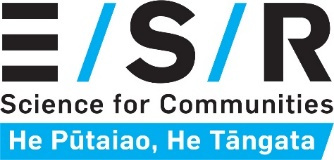 E/S/R
Science for Communities
He Pūtaiao, He Tāngata